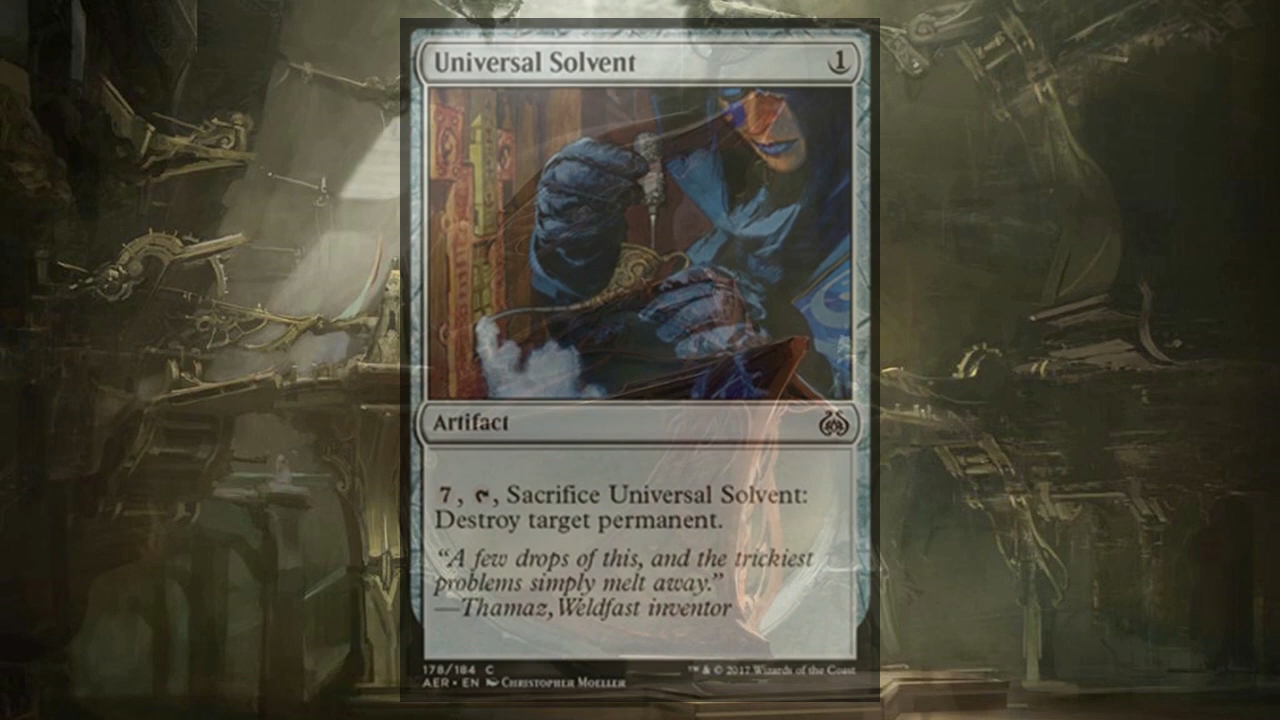 Universal Solvent
1
Artifact
7, , Sacrifice Universal Solvent:
Destroy target permanent.
“A few drops of this, and the trickiest
problems simply melt away.”
—Thamaz, Weldfast inventor
178/184 C
™ & © 2017 Wizards of the Coast
AER • EN Christopher Moeller